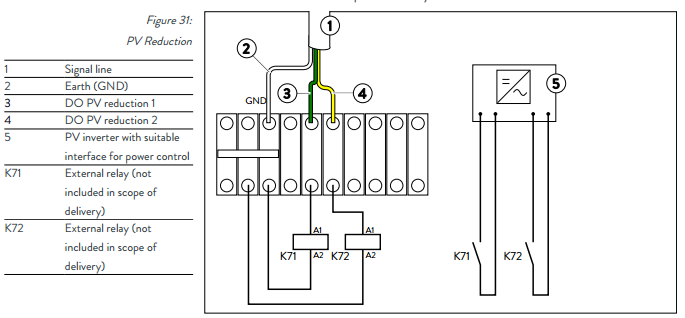 Figure 31:
PV Reduction
1 Signal line
2 Earth (GND)
3 DO PV reduction 1
4 DO PV reduction 2
5 PV inverter with suitable
interface for power control
K71 External relay (not
included in scope of
delivery)
K72 External relay (not
included in scope of
delivery)
1
2
GND
3
4
5
A1
A1
K71
A2
K72
A2
K71
K72